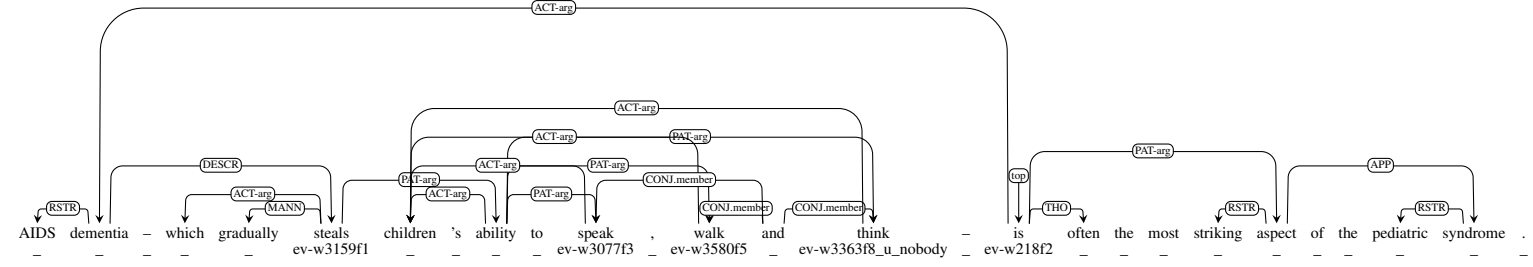 ACT-arg
ACT-arg
ACT-arg PAT-arg
PAT-arg
DESCR ACT-arg PAT-arg APP
top
PAT-arg CONJ.member
ACT-arg ACT-arg PAT-arg
RSTR MANN CONJ.member CONJ.member THO RSTR RSTR
AIDS dementia – which gradually steals children 's ability to speak , walk and think – is often the most striking aspect of the pediatric syndrome .
_ _ _ _ _ ev-w3159f1 _ _ _ _ ev-w3077f3 _ ev-w3580f5 _ ev-w3363f8_u_nobody _ ev-w218f2 _ _ _ _ _ _ _ _ _ _